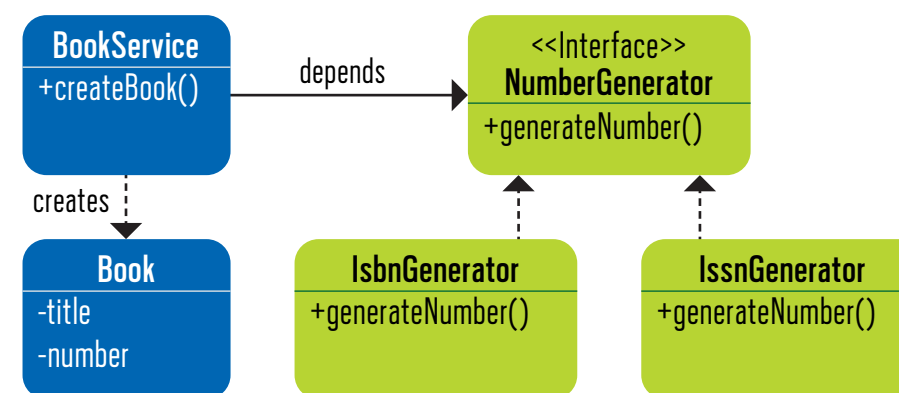 BookService
+createBook()
depends
<<Interface>>
NumberGenerator
+generateNumber()
creates
Book
-title
-number
IsbnGenerator
+generateNumber()
IssnGenerator
+generateNumber()